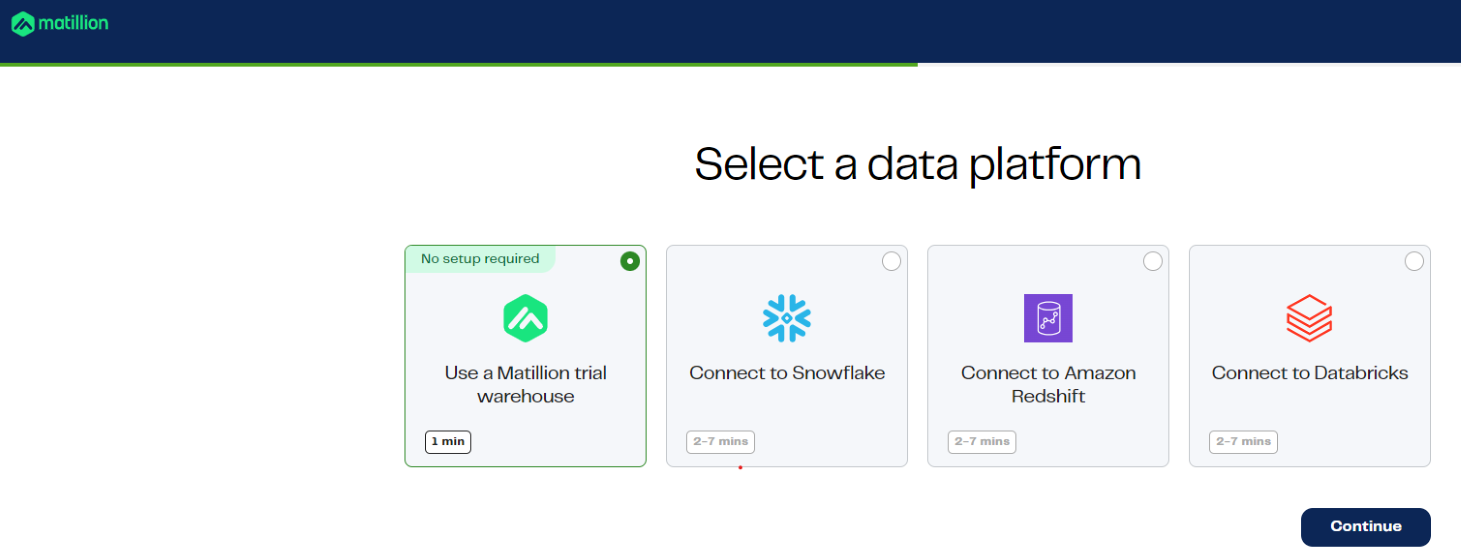 matillion
Select a data platform
No setup required
Use a Matillion trial
warehouse
1 min
Connect to Snowflake
2-7 mins
Connect to Amazon
Redshift
2-7 mins
Connect to Databricks
2-7 mins
Continue